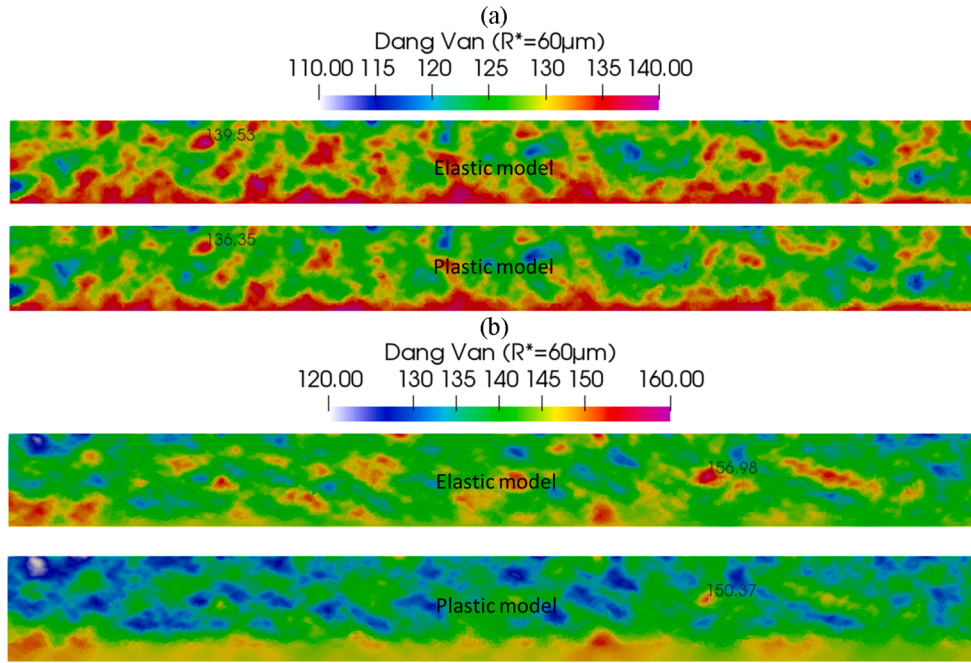 (a)
Dang Van (R*=60μm)
110.00 115 120 125 130 135 140.00
139.53
Elastic model
136.35
Plastic model
(b)
Dang Van (R*=60μm)
120.00 130 135 140 145 150 160.00
156.98
Elastic model
150.37
Plastic model